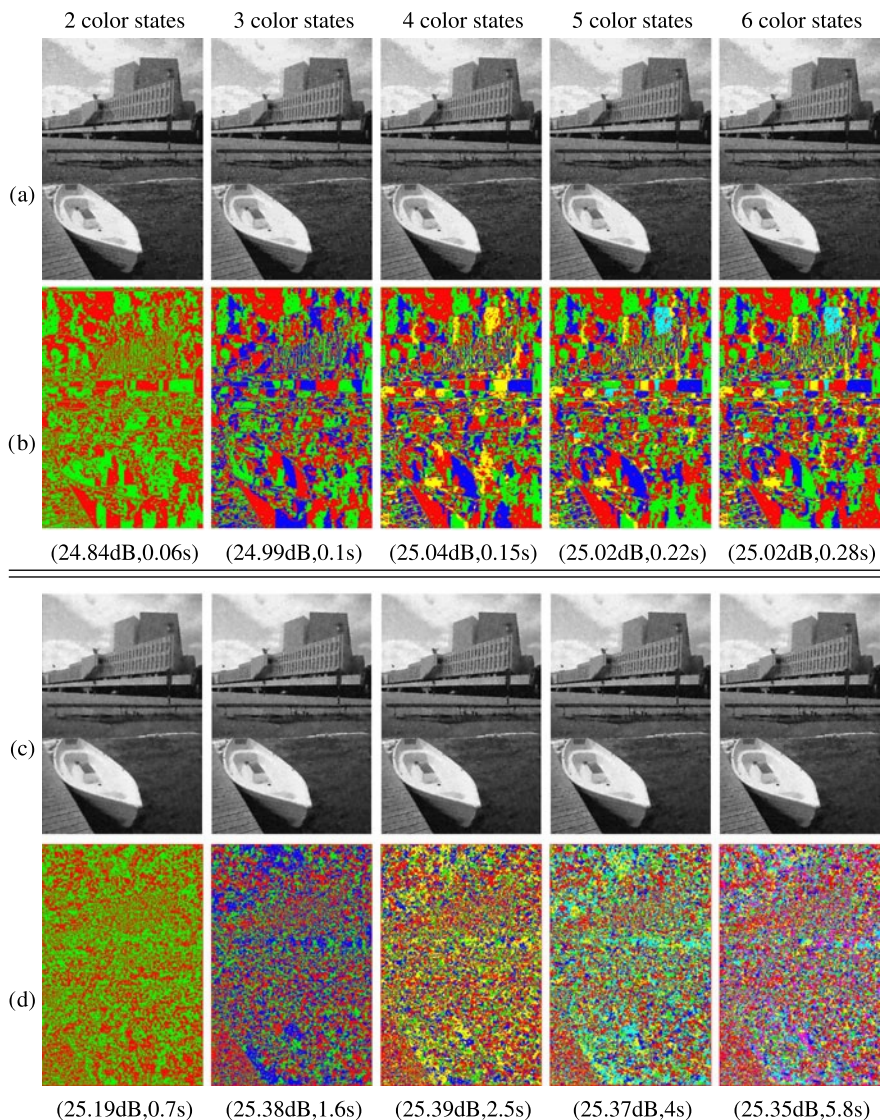 2 color states 3 color states 4 color states 5 color states 6 color states
(a)
(b)
(24.84dB,0.06s) (24.99dB,0.1s) (25.04dB,0.15s) (25.02dB,0.22s) (25.02dB,0.28s)
(c)
(d)
(25.19dB,0.7s) (25.38dB,1.6s) (25.39dB,2.5s) (25.37dB,4s) (25.35dB,5.8s)